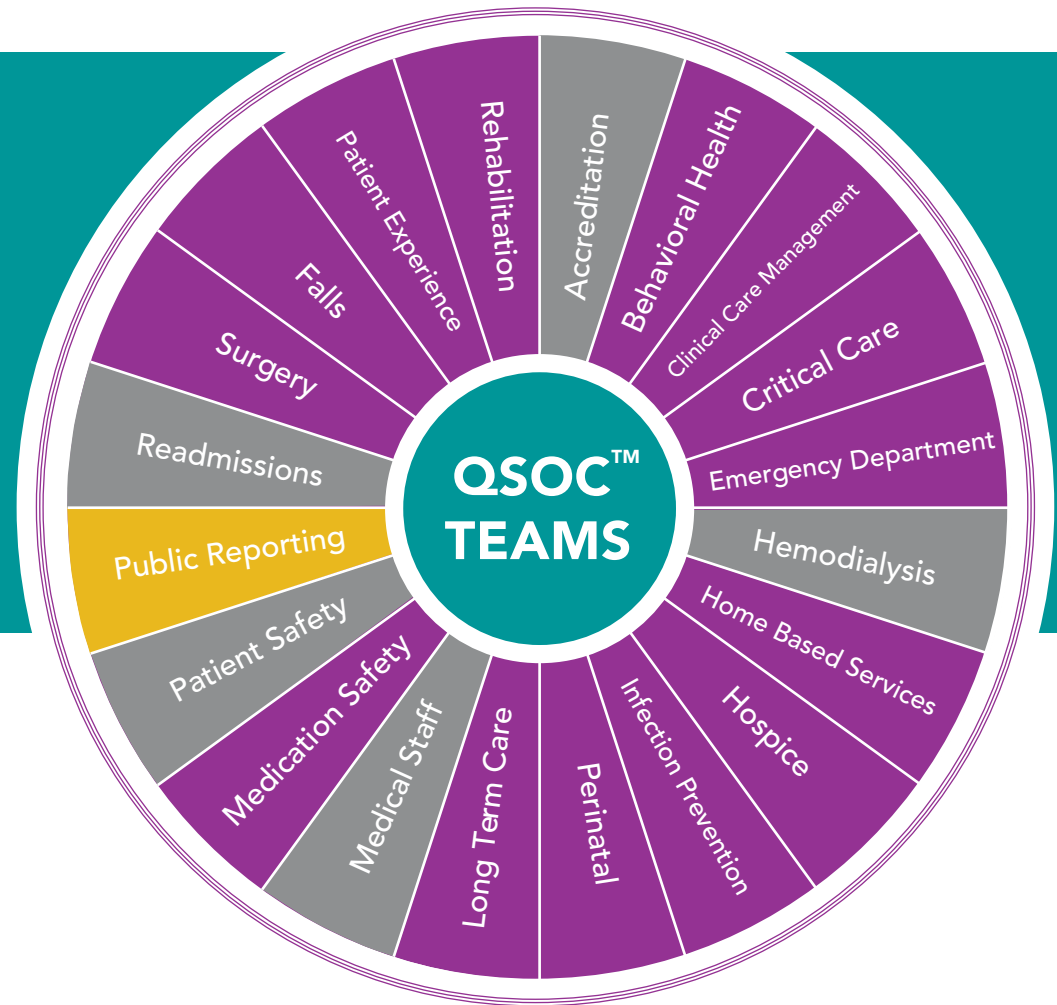 QSOC™
TEAMS
Accreditation
Behavioral Health
Clinical Care Management
Critical Care
Emergency Department
Hemodialysis
Home Based Services
Hospice
Infection Prevention
Perinatal
Long Term Care
Medical Staff
Medication Safety
Patient Safety
Public Reporting
Readmissions
Surgery
Falls
Patient Experience
Rehabilitation